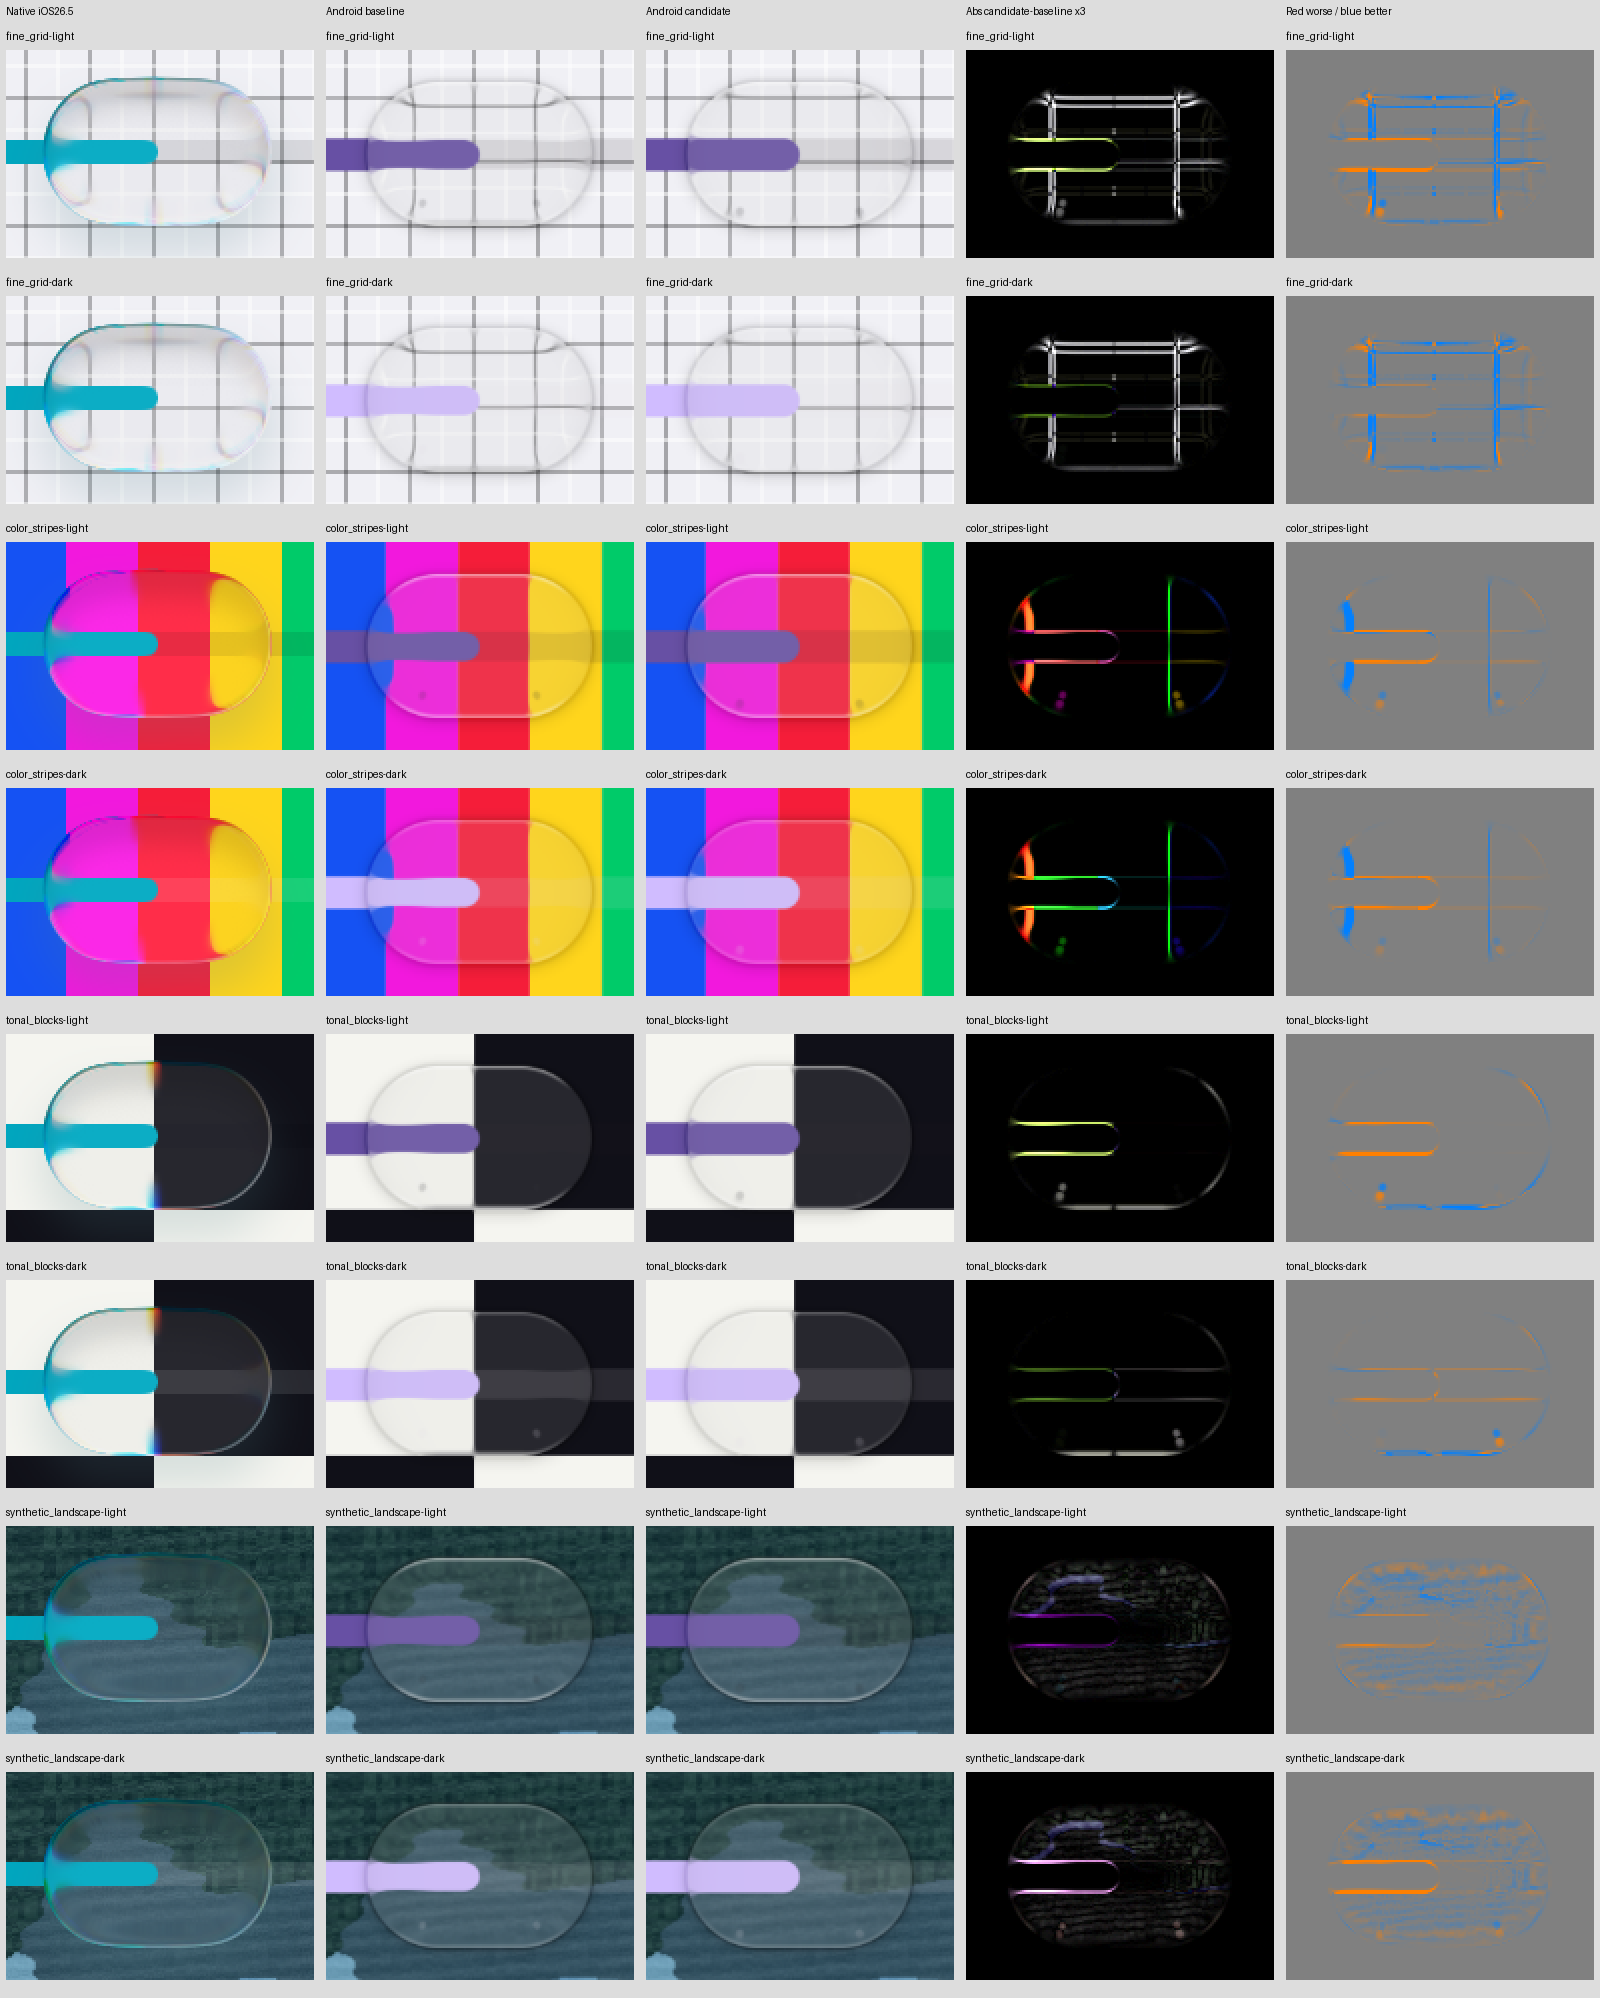 Native iOS26.5 Android baseline Android candidate Abs candidate-baseline x3 Red worse / blue better
fine_grid-light fine_grid-light fine_grid-light fine_grid-light fine_grid-light
fine_grid-dark fine_grid-dark fine_grid-dark fine_grid-dark fine_grid-dark
color_stripes-light color_stripes-light color_stripes-light color_stripes-light color_stripes-light
color_stripes-dark color_stripes-dark color_stripes-dark color_stripes-dark color_stripes-dark
tonal_blocks-light tonal_blocks-light tonal_blocks-light tonal_blocks-light tonal_blocks-light
tonal_blocks-dark tonal_blocks-dark tonal_blocks-dark tonal_blocks-dark tonal_blocks-dark
synthetic_landscape-light synthetic_landscape-light synthetic_landscape-light synthetic_landscape-light synthetic_landscape-light
synthetic_landscape-dark synthetic_landscape-dark synthetic_landscape-dark synthetic_landscape-dark synthetic_landscape-dark